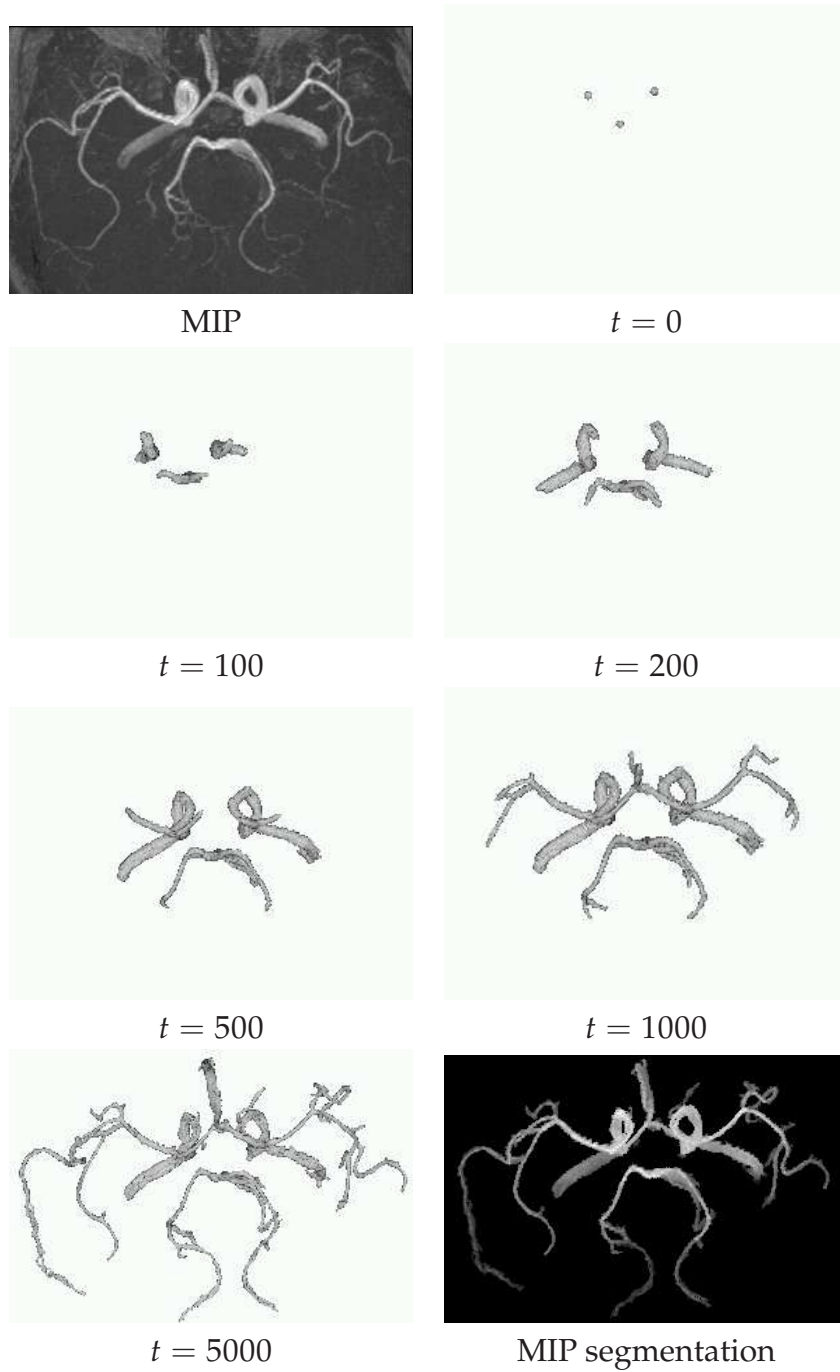 MIP
t = 0
t = 100
t = 200
t = 500
t = 1000
t = 5000
MIP segmentation